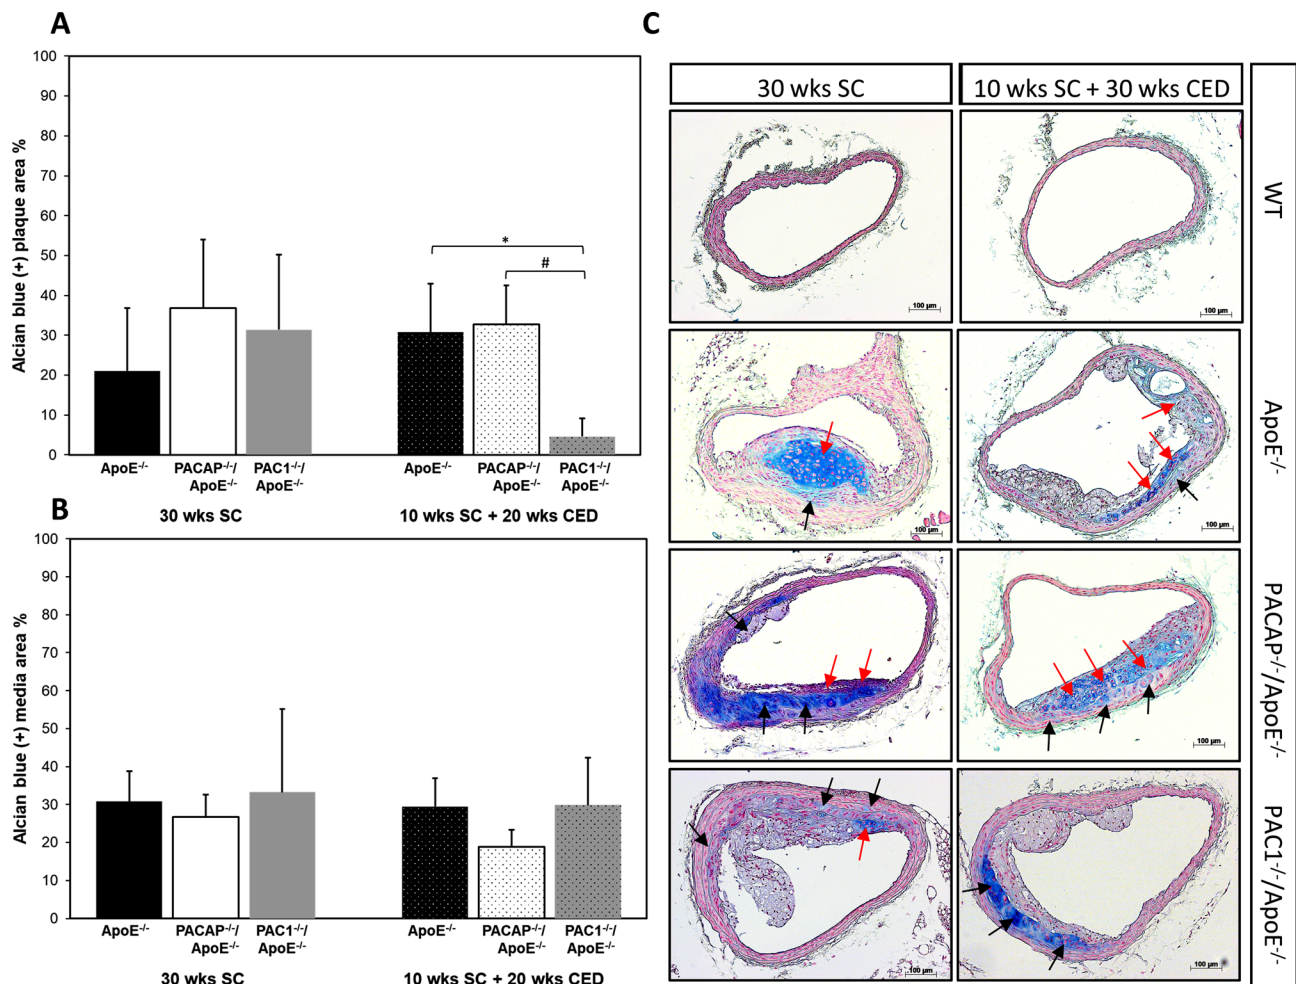 A
Alcian blue (+) plaque area %
100
90
80
70
60
50
40
30
20
10
0
*
#
ApoE-/-
PACAP-/-/
ApoE-/-
PAC1-/-/
ApoE-/-
ApoE-/-
PACAP-/-/
ApoE-/-
PAC1-/-/
ApoE-/-
30 wks SC
10 wks SC + 20 wks CED
B
Alcian blue (+) media area %
100
90
80
70
60
50
40
30
20
10
0
ApoE-/-
PACAP-/-/
ApoE-/-
PAC1-/-/
ApoE-/-
ApoE-/-
PACAP-/-/
ApoE-/-
PAC1-/-/
ApoE-/-
30 wks SC
10 wks SC + 20 wks CED
C
30 wks SC
10 wks SC + 30 wks CED
WT
100 µm
100 µm
ApoE-/-
100 µm
100 µm
PACAP-/-/ApoE-/-
100 µm
100 µm
PAC1-/-/ApoE-/-
100 µm
100 µm